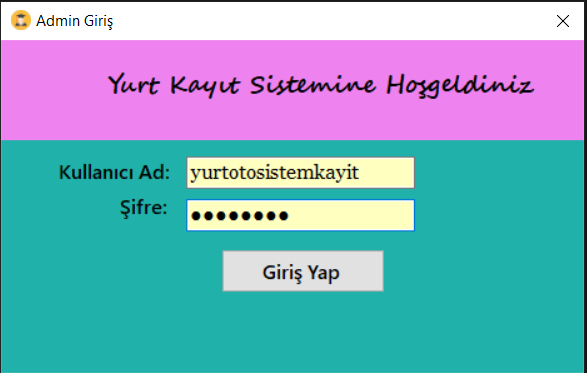 Admin Giriş
Yurt Kayıt Sistemine Hoşgeldiniz
Kullanıcı Ad: yurtotosistemkayit
Şifre: ●●●●●●●●
Giriş Yap